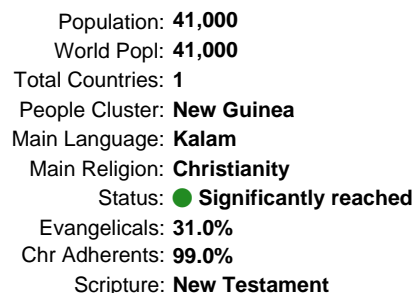 Population: 41,000
World Popl: 41,000
Total Countries: 1
People Cluster: New Guinea
Main Language: Kalam
Main Religion: Christianity
Status: Significantly reached
Evangelicals: 31.0%
Chr Adherents: 99.0%
Scripture: New Testament